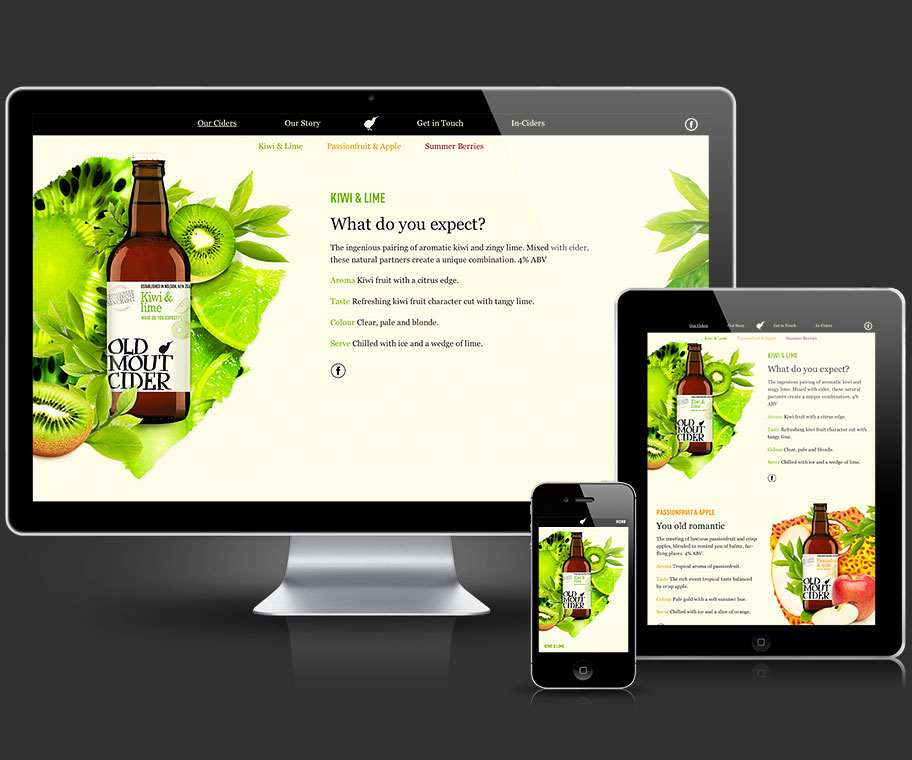 Our Ciders
Our Story
Get in Touch
In-Ciders
Kiwi & Lime
Passionfruit & Apple
Summer Berries
KIWI & LIME
What do you expect?
The ingenious pairing of aromatic kiwi and zingy lime. Mixed with cider,
these natural partners create a unique combination. 4% ABV
Aroma Kiwi fruit with a citrus edge.
Taste Refreshing kiwi fruit character cut with tangy lime.
Colour Clear, pale and blonde.
Serve Chilled with ice and a wedge of lime.
ESTABLISHED IN NELSON, NEW
Kiwi &
lime
WHAT DO YOU EXPECT?
OLD
MOUT
CIDER
Our Ciders
Our Story
Get in Touch
In-Ciders
Kiwi & Lime
Passionfruit & Apple
Summer Berries
KIWI & LIME
What do you expect?
The ingenious pairing of aromatic kiwi and
zingy lime. Mixed with cider, these natural
partners create a unique combination. 4%
ABV
Aroma Kiwi fruit with a citrus edge.
Taste Refreshing kiwi fruit character cut with
tangy lime.
Colour Clear, pale and blonde.
Serve Chilled with ice and a wedge of lime.
Kiwi &
lime
OLD
MOUT
CIDER
PASSIONFRUIT & APPLE
You old romantic
The meeting of luscious passionfruit and crisp
apples, blended to remind you of balmy, far-
flung places. 4% ABV.
Aroma Tropical aroma of passionfruit.
Taste The rich sweet tropical taste balanced
by crisp apple.
Colour Pale gold with a soft summer hue.
Serve Chilled with ice and a slice of orange.
Passionfruit
& apple
OLD
MOUT
CIDER
MENU
Kiwi &
lime
OLD
MOUT
CIDER
KIWI & LIME